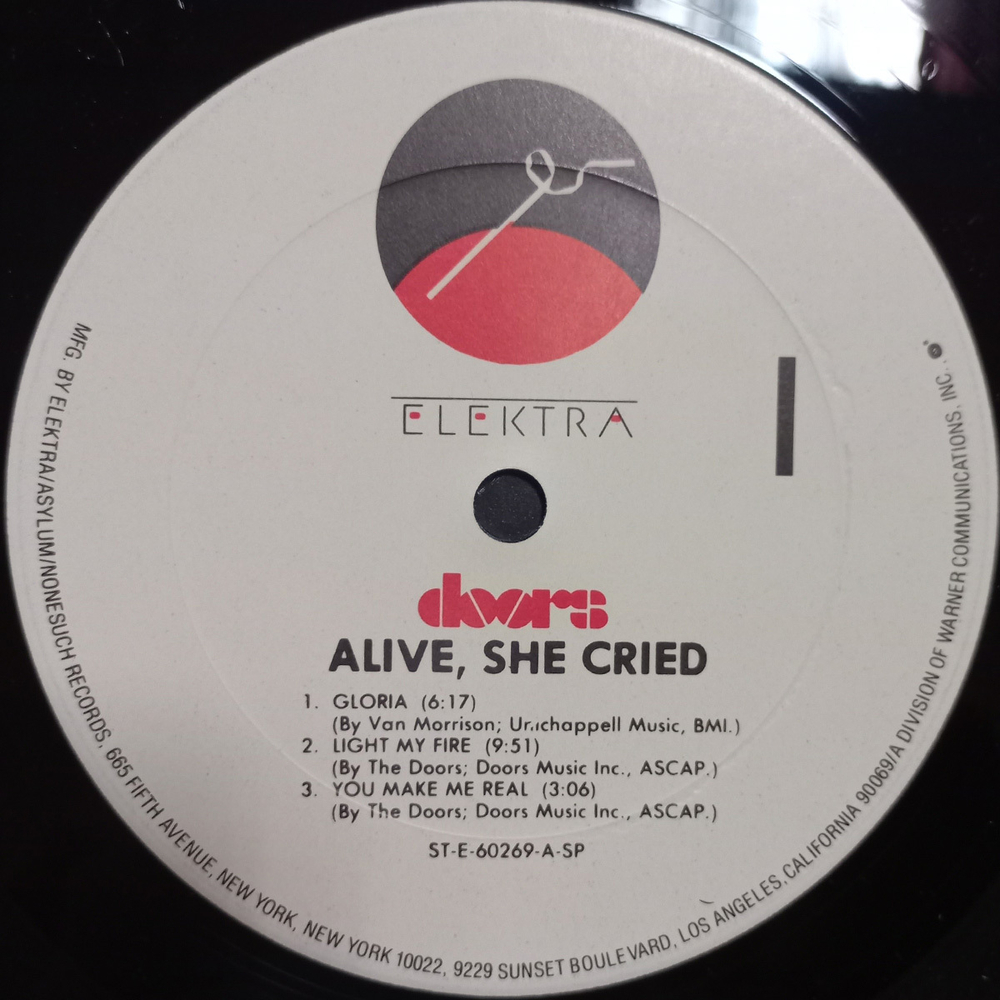 ELEKTRA
I
doors
ALIVE, SHE CRIED
1. GLORIA (6:17)
(By Van Morrison; Unichappell Music, BMI.)
2. LIGHT MY FIRE (9:51)
(By The Doors; Doors Music Inc., ASCAP.)
3. YOU MAKE ME REAL (3:06)
(By The Doors; Doors Music Inc., ASCAP.)
ST-E-60269-A-SP
MFG. BY ELEKTRA/ASYLUM/NONESUCH RECORDS, 665 FIFTH AVENUE, NEW YORK, NEW YORK 10022, 9229 SUNSET BOULEVARD, LOS ANGELES, CALIFORNIA 90069/A DIVISION OF WARNER COMMUNICATIONS, INC..